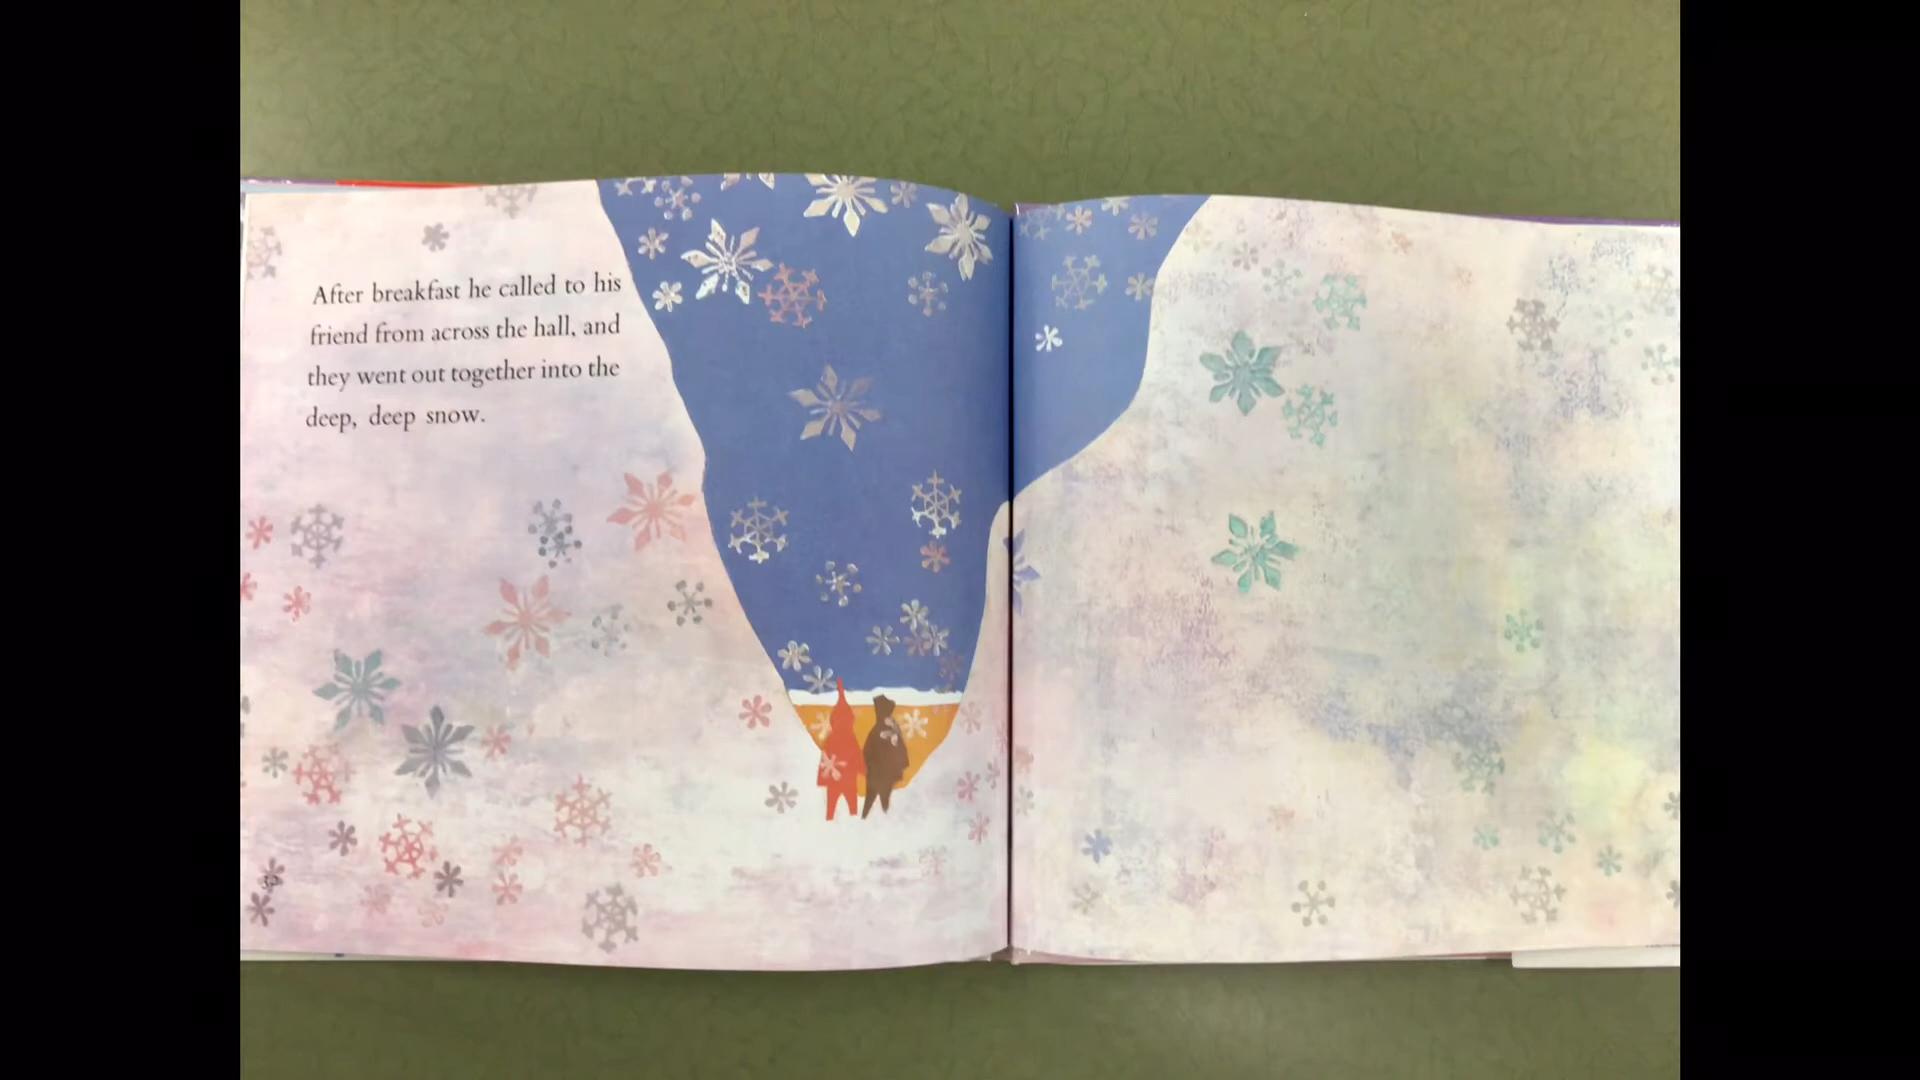 After breakfast he called to his
friend from across the hall, and
they went out together into the
deep, deep snow.
32